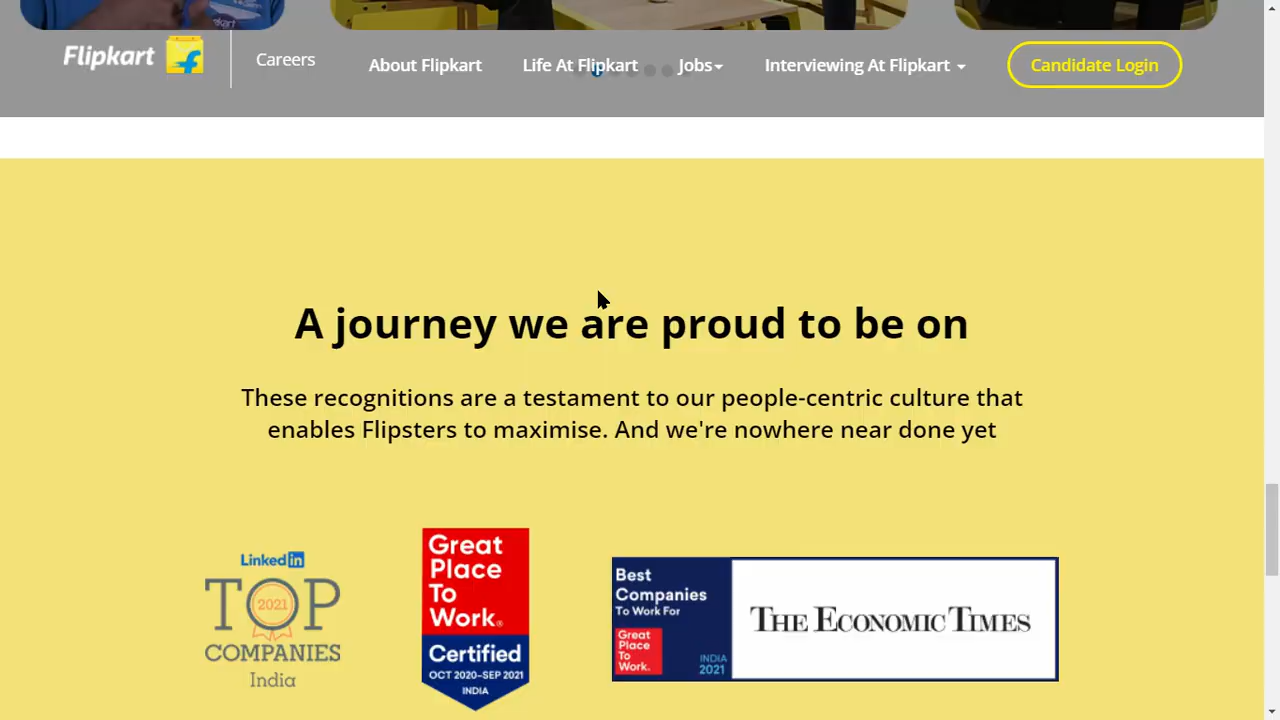 Flipkart
Careers
About Flipkart
Life At Flipkart
Jobs
Interviewing At Flipkart
Candidate Login
A journey we are proud to be on
These recognitions are a testament to our people-centric culture that
enables Flipsters to maximise. And we're nowhere near done yet
LinkedIn
TOP
2021
COMPANIES
India
Great
Place
To
Work®
Certified
OCT 2020–SEP 2021
INDIA
Best
Companies
To Work For
Great
Place
To
Work.
INDIA
2021
THE ECONOMIC TIMES